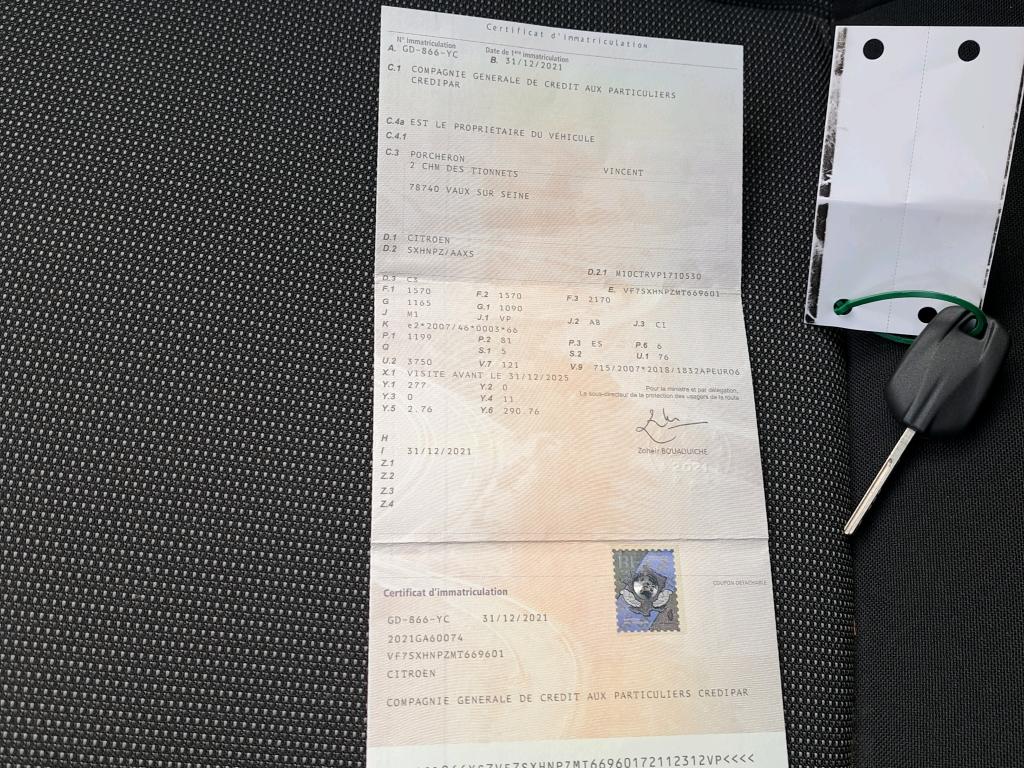 Certificat d'immatriculation
N° immatriculation Date de 1ère immatriculation
A. GD-866-YC B. 31/12/2021
C.1 COMPAGNIE GENERALE DE CREDIT AUX PARTICULIERS
CREDIPAR
C.4a EST LE PROPRIÉTAIRE DU VÉHICULE
C.4.1
C.3 PORCHERON VINCENT
2 CHM DES TIONNETS
78740 VAUX SUR SEINE
D.1 CITROEN
D.2 SXHNPZ/AAXS
D.2.1 M10CTRVP1710530
D.3 C3 E. VF7SXHNPZMT669601
F.1 1570 F.2 1570 F.3 2170
G 1165 G.1 1090
J M1 J.1 VP J.2 AB J.3 CI
K e2*2007/46*0003*66
P.1 1199 P.2 81 P.3 ES P.6 6
Q S.1 5 S.2 U.1 76
U.2 3750 V.7 121 V.9 715/2007*2018/1832APEURO6
X.1 VISITE AVANT LE 31/12/2025
Y.1 277 Y.2 0
Y.3 0 Y.4 11
Y.5 2.76 Y.6 290.76
Pour le ministre et par délégation,
Le sous-directeur de la protection des usagers de la route
Zoheir BOUAOUICHE
H
I 31/12/2021
Z.1
Z.2
Z.3
Z.4
2021
COUPON DÉTACHABLE
Certificat d'immatriculation
GD-866-YC 31/12/2021
2021GA60074
VF7SXHNPZMT669601
CITROEN
COMPAGNIE GENERALE DE CREDIT AUX PARTICULIERS CREDIPAR